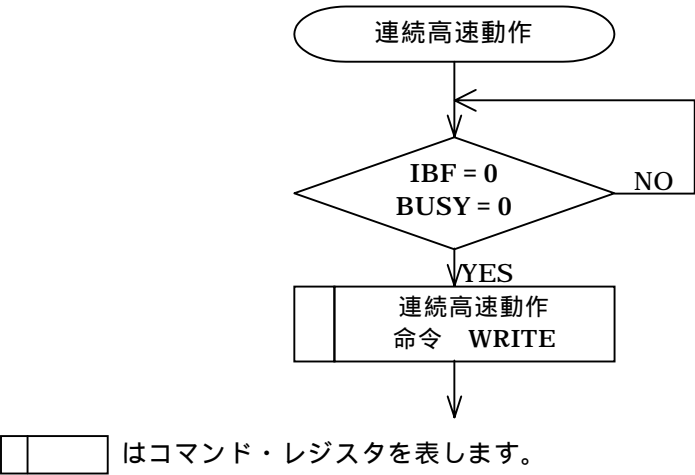 連続高速動作
IBF = 0
BUSY = 0
NO
YES
連続高速動作
命令　WRITE
はコマンド・レジスタを表します。